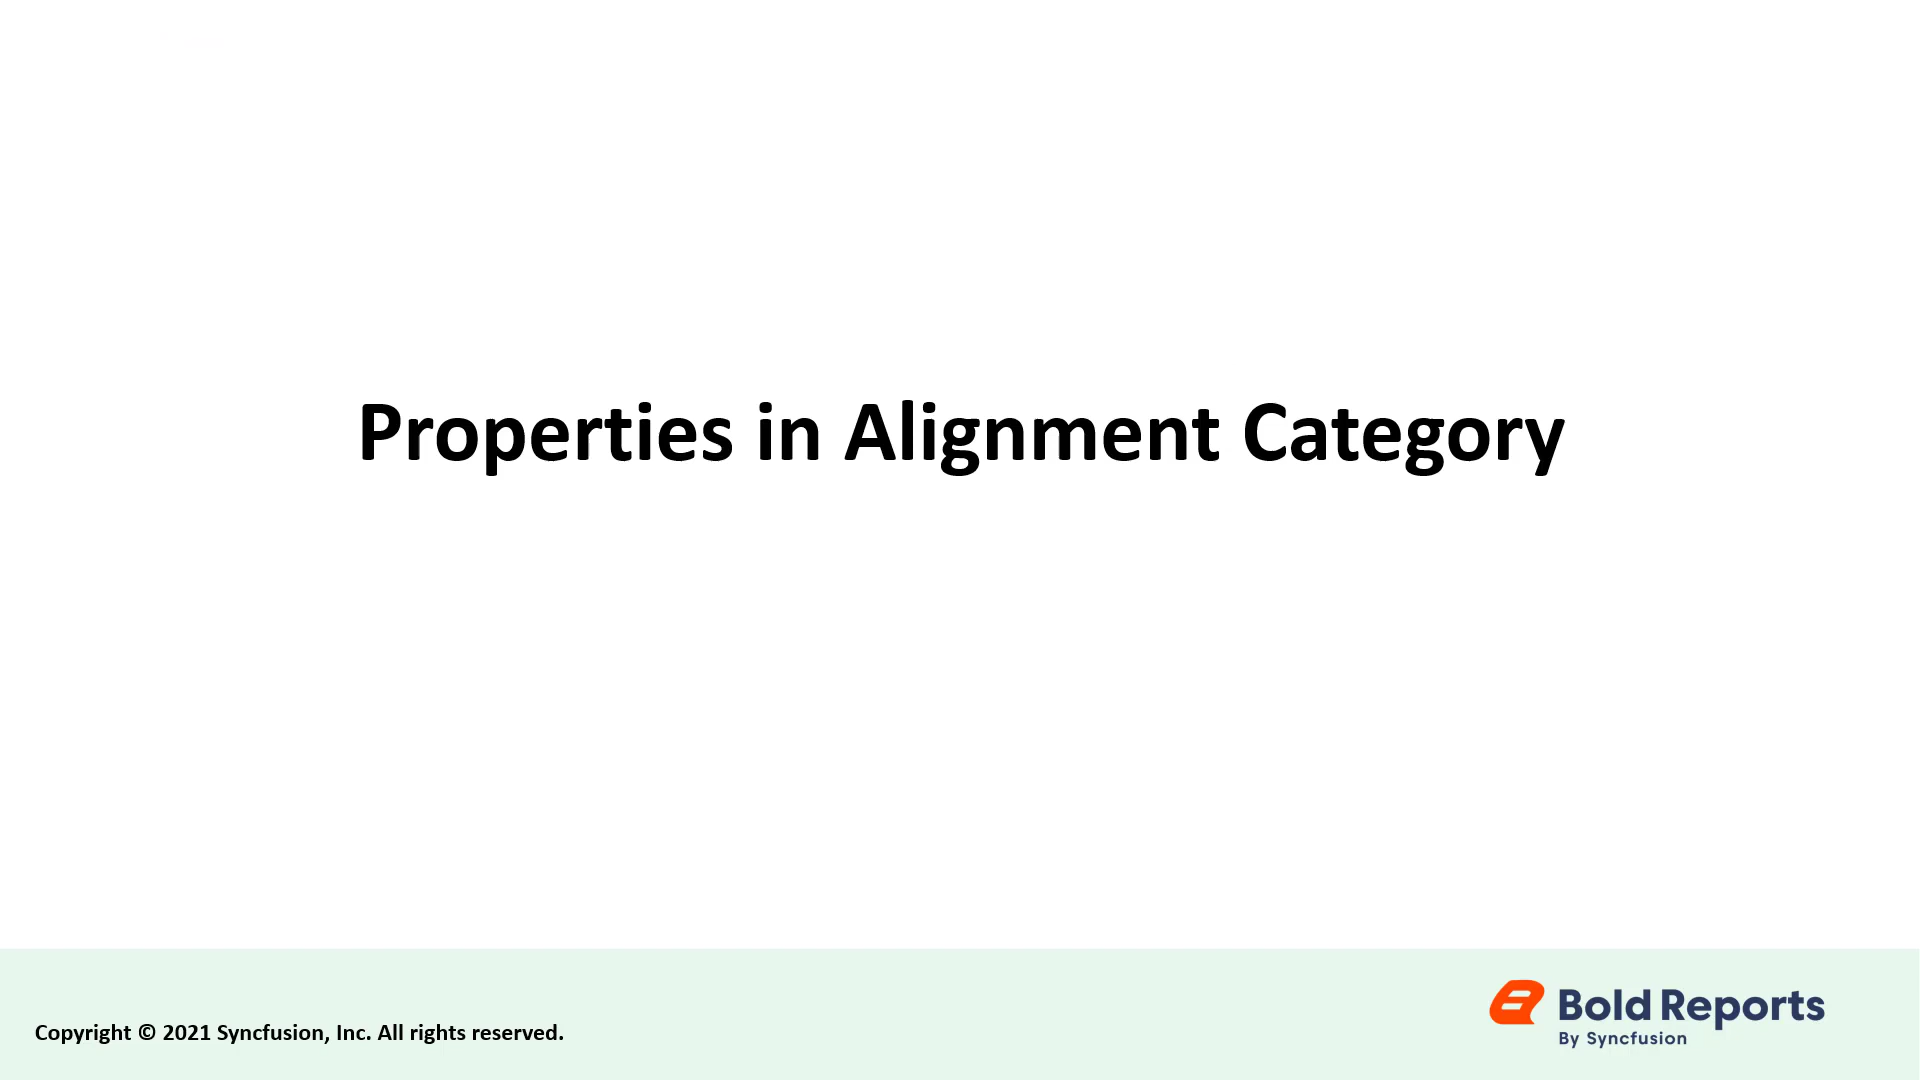 Properties in Alignment Category
Copyright © 2021 Syncfusion, Inc. All rights reserved.
Bold Reports
By Syncfusion